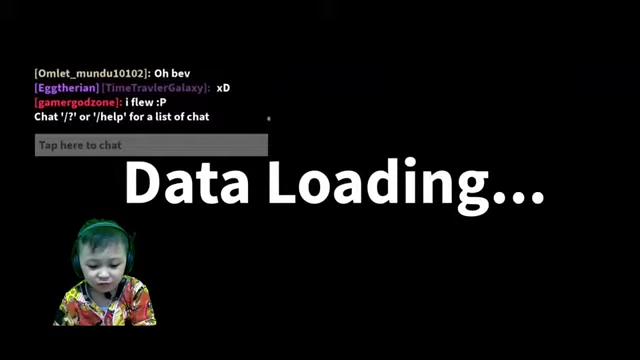 [Omlet_mundu10102]: Oh bev
[Eggtherian][TimeTravlerGalaxy]: xD
[gamergodzone]: i flew :P
Chat '/?' or '/help' for a list of chat
Tap here to chat
Data Loading...